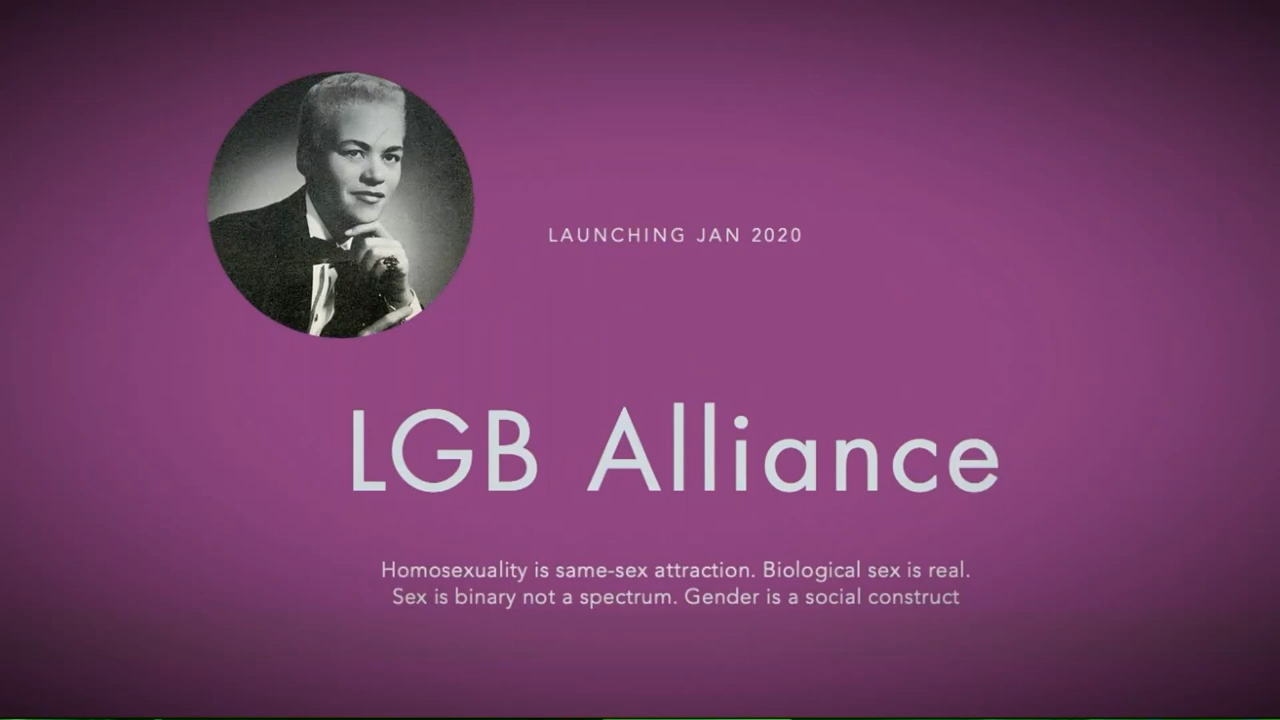 LAUNCHING JAN 2020
LGB Alliance
Homosexuality is same-sex attraction. Biological sex is real.
Sex is binary not a spectrum. Gender is a social construct